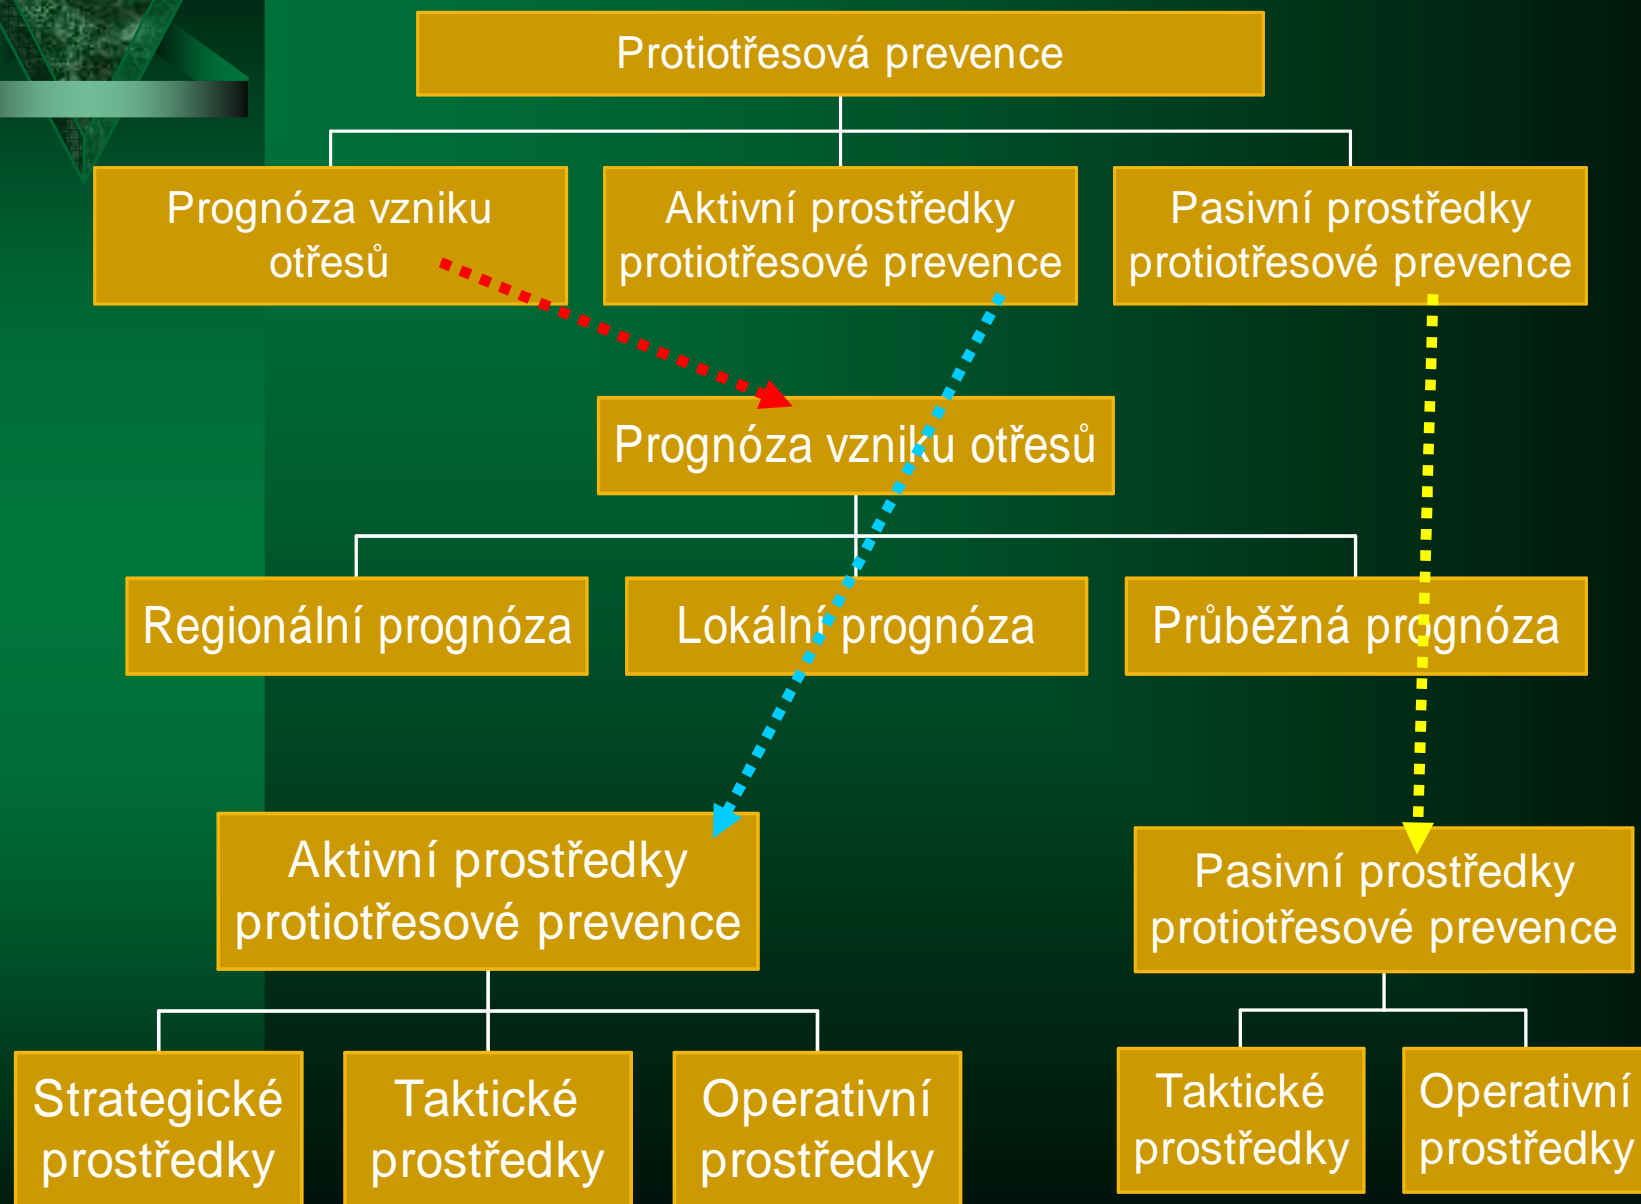 Protiotřesová prevence
Prognóza vzniku
otřesů
Aktivní prostředky
protiotřesové prevence
Pasivní prostředky
protiotřesové prevence
Prognóza vzniku otřesů
Regionální prognóza
Lokální prognóza
Průběžná prognóza
Aktivní prostředky
protiotřesové prevence
Pasivní prostředky
protiotřesové prevence
Strategické
prostředky
Taktické
prostředky
Operativní
prostředky
Taktické
prostředky
Operativní
prostředky